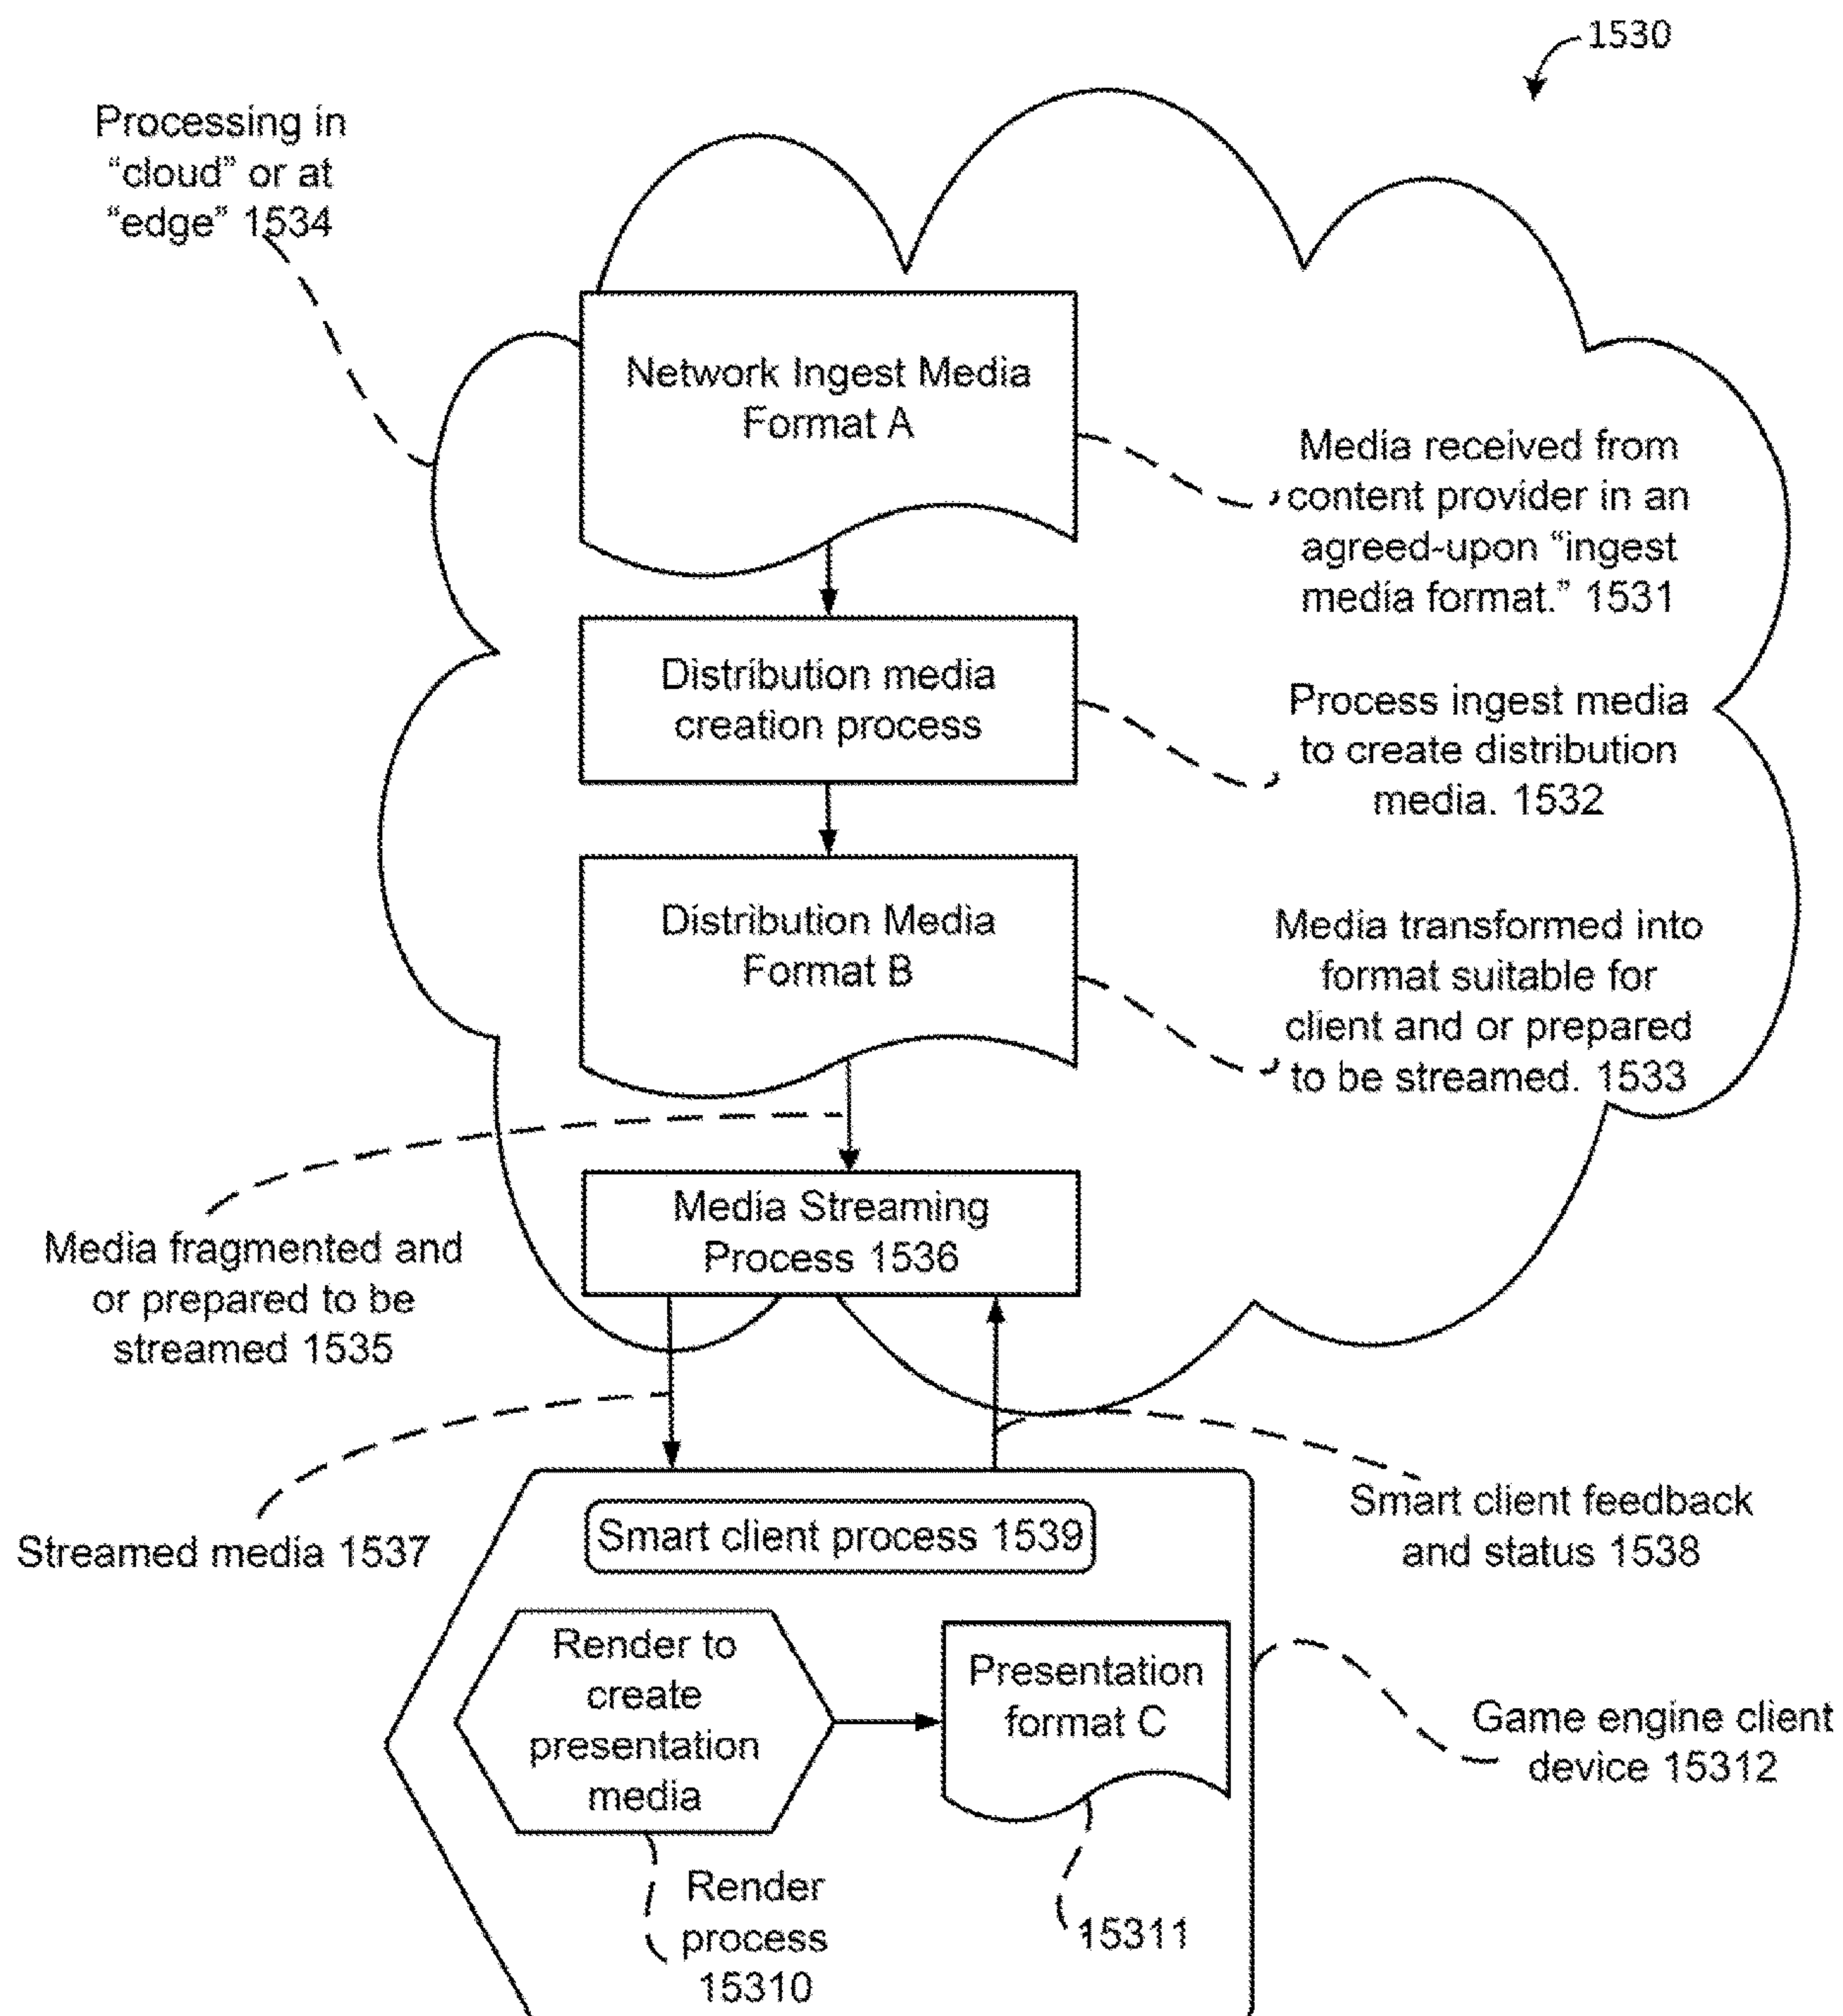 1530
Processing in
“cloud” or at
“edge” 1534
Network Ingest Media
Format A
Media received from
content provider in an
agreed-upon “ingest
media format.” 1531
Distribution media
creation process
Process ingest media
to create distribution
media. 1532
Distribution Media
Format B
Media transformed into
format suitable for
client and or prepared
to be streamed. 1533
Media Streaming
Process 1536
Media fragmented and
or prepared to be
streamed 1535
Streamed media 1537
Smart client feedback
and status 1538
Smart client process 1539
Render to
create
presentation
media
Presentation
format C
Game engine client
device 15312
Render
process
15310
15311